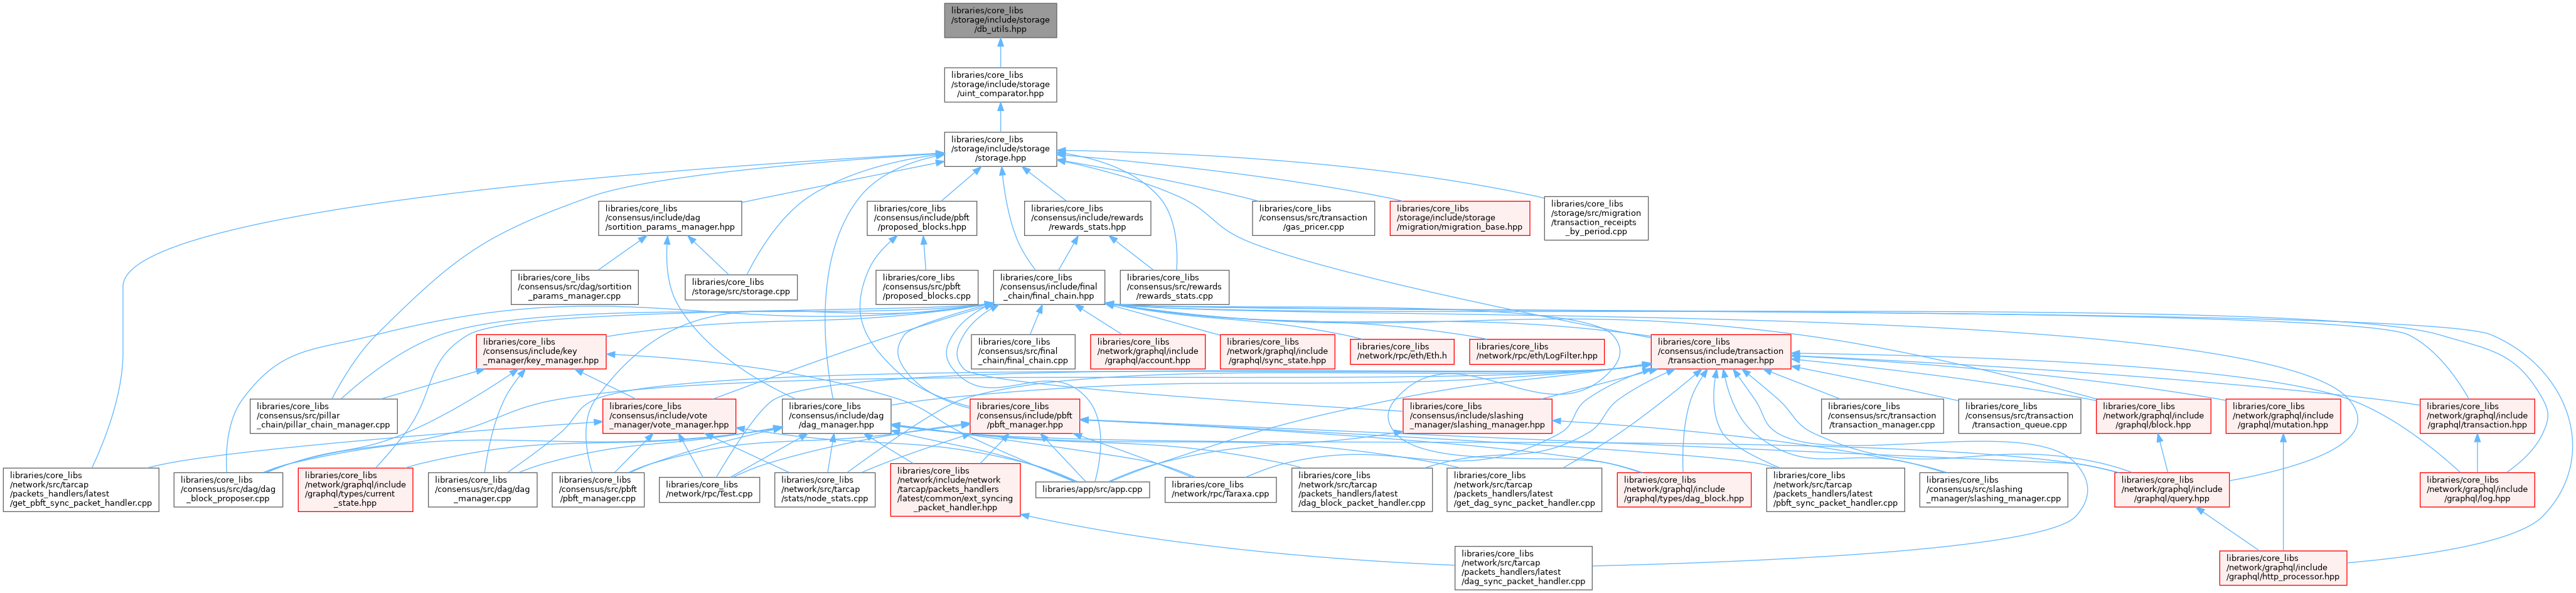 libraries/core_libs
/storage/include/storage
/db_utils.hpp
libraries/core_libs
/storage/include/storage
/uint_comparator.hpp
libraries/core_libs
/storage/include/storage
/storage.hpp
libraries/core_libs
/consensus/include/dag
/sortition_params_manager.hpp
libraries/core_libs
/consensus/include/pbft
/proposed_blocks.hpp
libraries/core_libs
/consensus/include/rewards
/rewards_stats.hpp
libraries/core_libs
/consensus/src/transaction
/gas_pricer.cpp
libraries/core_libs
/storage/include/storage
/migration/migration_base.hpp
libraries/core_libs
/storage/src/migration
/transaction_receipts
_by_period.cpp
libraries/core_libs
/consensus/src/dag/sortition
_params_manager.cpp
libraries/core_libs
/storage/src/storage.cpp
libraries/core_libs
/consensus/src/pbft
/proposed_blocks.cpp
libraries/core_libs
/consensus/include/final
_chain/final_chain.hpp
libraries/core_libs
/consensus/src/rewards
/rewards_stats.cpp
libraries/core_libs
/consensus/include/key
_manager/key_manager.hpp
libraries/core_libs
/consensus/src/final
_chain/final_chain.cpp
libraries/core_libs
/network/graphql/include
/graphql/account.hpp
libraries/core_libs
/network/graphql/include
/graphql/sync_state.hpp
libraries/core_libs
/network/rpc/eth/Eth.h
libraries/core_libs
/network/rpc/eth/LogFilter.hpp
libraries/core_libs
/consensus/include/transaction
/transaction_manager.hpp
libraries/core_libs
/consensus/src/pillar
_chain/pillar_chain_manager.cpp
libraries/core_libs
/consensus/include/vote
_manager/vote_manager.hpp
libraries/core_libs
/consensus/include/dag
/dag_manager.hpp
libraries/core_libs
/consensus/include/pbft
/pbft_manager.hpp
libraries/core_libs
/consensus/include/slashing
_manager/slashing_manager.hpp
libraries/core_libs
/consensus/src/transaction
/transaction_manager.cpp
libraries/core_libs
/consensus/src/transaction
/transaction_queue.cpp
libraries/core_libs
/network/graphql/include
/graphql/block.hpp
libraries/core_libs
/network/graphql/include
/graphql/mutation.hpp
libraries/core_libs
/network/graphql/include
/graphql/transaction.hpp
libraries/core_libs
/network/src/tarcap
/packets_handlers/latest
/get_pbft_sync_packet_handler.cpp
libraries/core_libs
/consensus/src/dag/dag
_block_proposer.cpp
libraries/core_libs
/network/graphql/include
/graphql/types/current
_state.hpp
libraries/core_libs
/consensus/src/dag/dag
_manager.cpp
libraries/core_libs
/consensus/src/pbft
/pbft_manager.cpp
libraries/core_libs
/network/rpc/Test.cpp
libraries/core_libs
/network/src/tarcap
/stats/node_stats.cpp
libraries/core_libs
/network/include/network
/tarcap/packets_handlers
/latest/common/ext_syncing
_packet_handler.hpp
libraries/app/src/app.cpp
libraries/core_libs
/network/rpc/Taraxa.cpp
libraries/core_libs
/network/src/tarcap
/packets_handlers/latest
/dag_block_packet_handler.cpp
libraries/core_libs
/network/src/tarcap
/packets_handlers/latest
/get_dag_sync_packet_handler.cpp
libraries/core_libs
/network/graphql/include
/graphql/types/dag_block.hpp
libraries/core_libs
/network/src/tarcap
/packets_handlers/latest
/pbft_sync_packet_handler.cpp
libraries/core_libs
/consensus/src/slashing
_manager/slashing_manager.cpp
libraries/core_libs
/network/graphql/include
/graphql/query.hpp
libraries/core_libs
/network/graphql/include
/graphql/log.hpp
libraries/core_libs
/network/src/tarcap
/packets_handlers/latest
/dag_sync_packet_handler.cpp
libraries/core_libs
/network/graphql/include
/graphql/http_processor.hpp